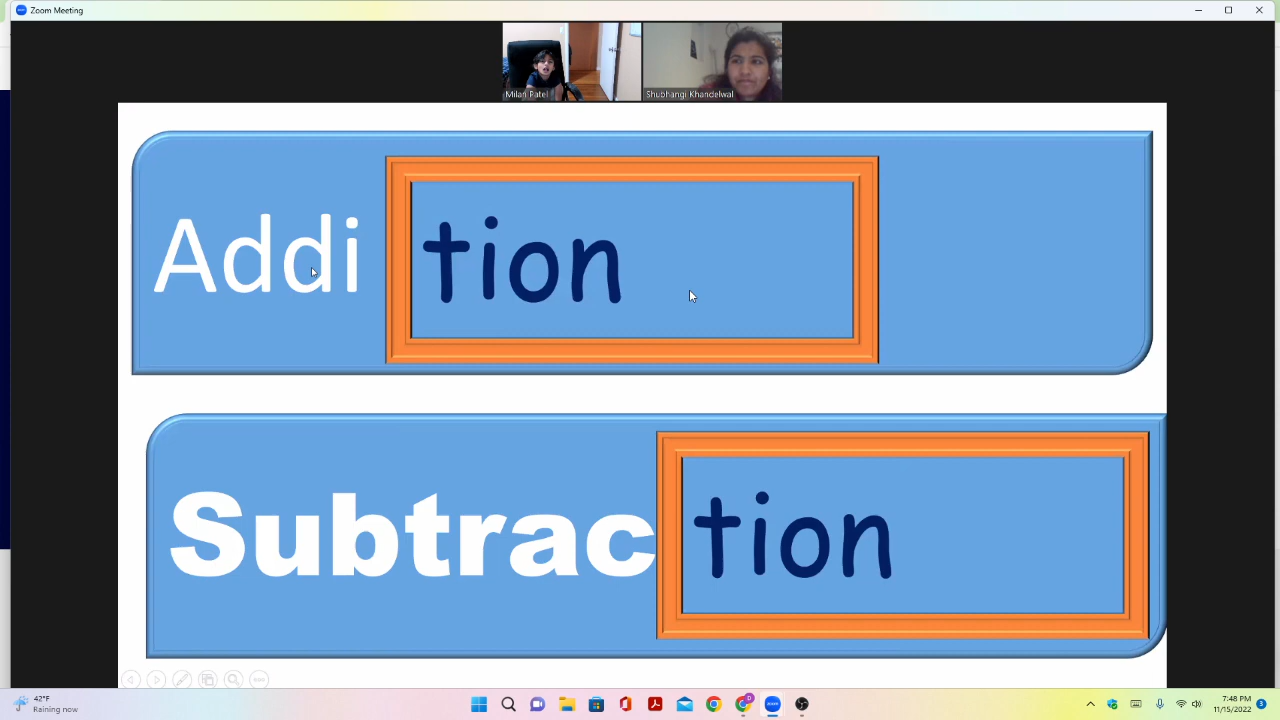 Zoom Meeting
Milan Patel
Shubhangi Khandelwal
Addi tion
Subtrac tion
42°F
Raining now
7:48 PM
11/15/2022
3